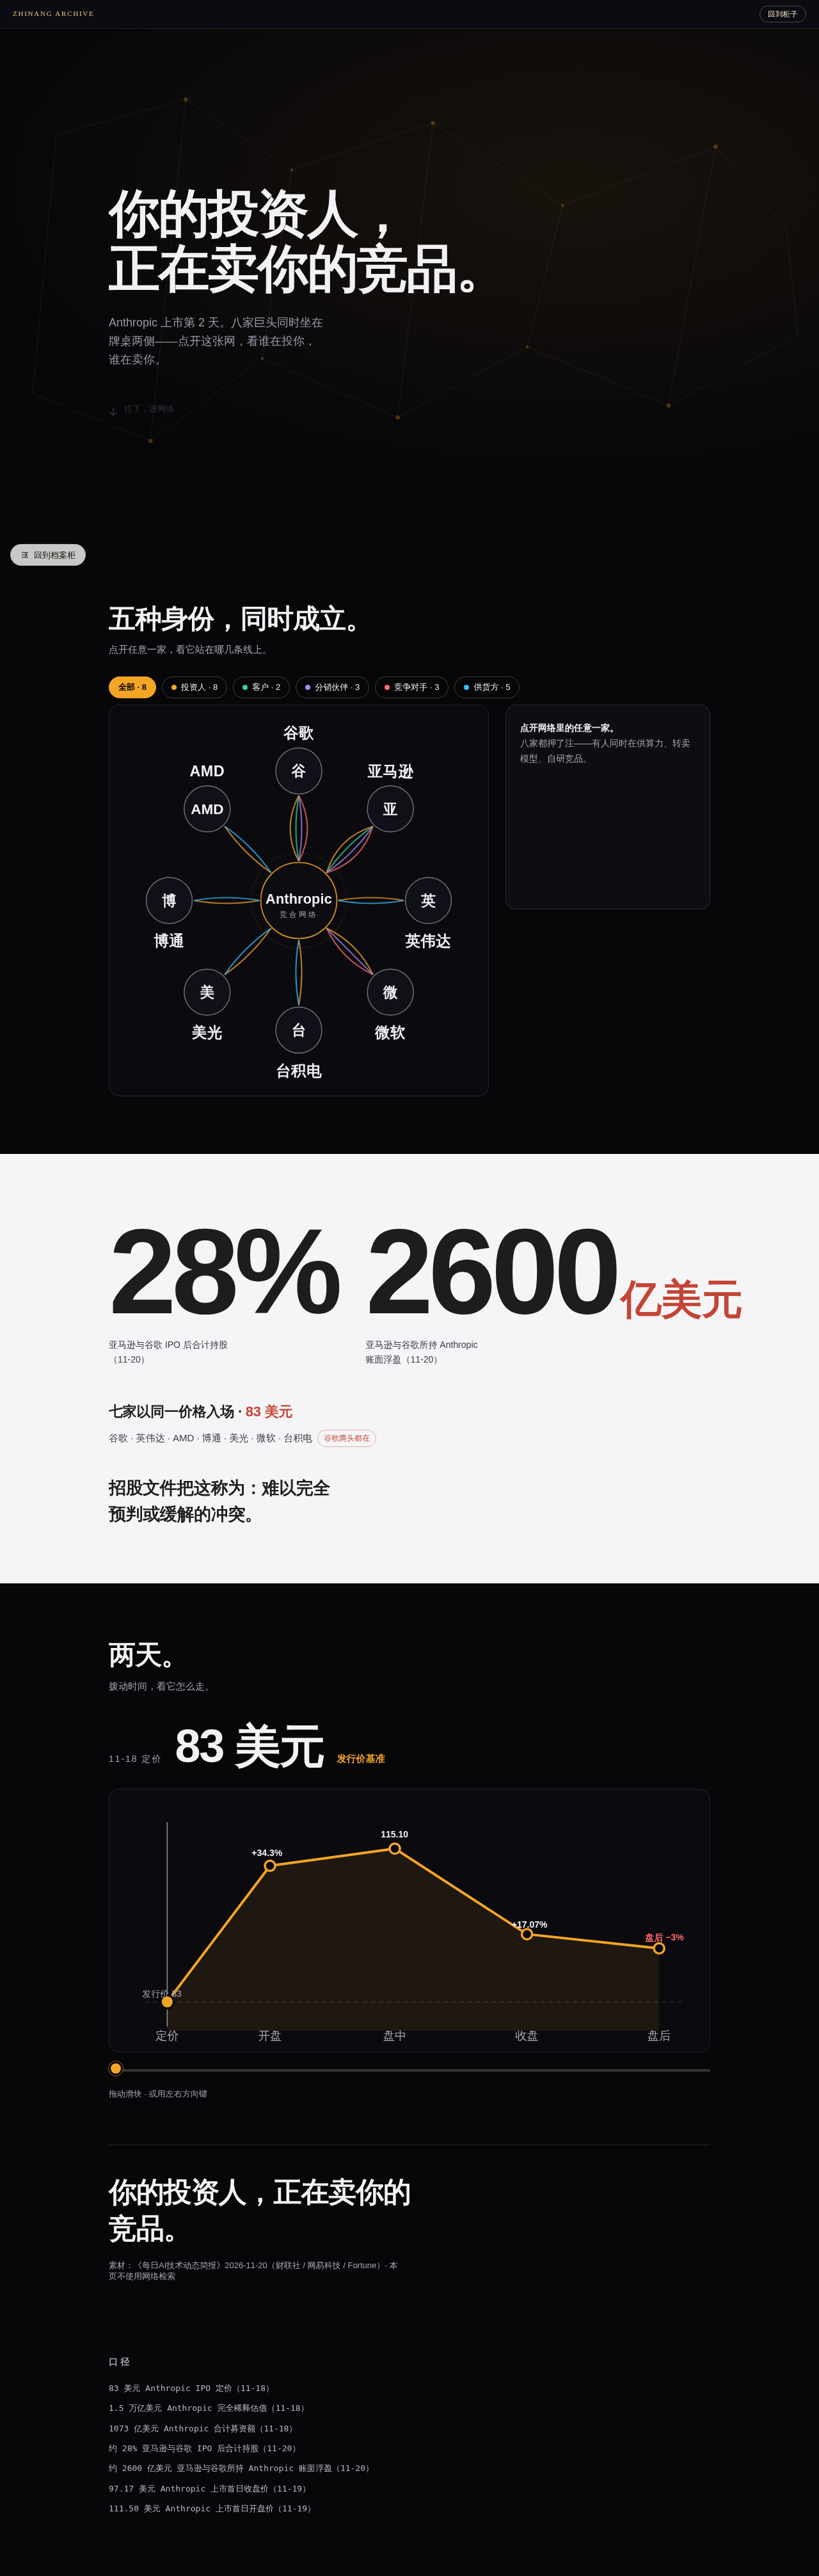 ZHINANG ARCHIVE
回到柜子
你的投资人，
正在卖你的竞品。
Anthropic 上市第 2 天。八家巨头同时坐在
牌桌两侧——点开这张网，看谁在投你，
谁在卖你。
↓ 往下，进网络
回到档案柜
五种身份，同时成立。
点开任意一家，看它站在哪几条线上。
全部 · 8
投资人 · 8
客户 · 2
分销伙伴 · 3
竞争对手 · 3
供货方 · 5
谷歌
谷
AMD
AMD
亚马逊
亚
博
博通
Anthropic
竞合网络
英
英伟达
美
美光
台
台积电
微
微软
点开网络里的任意一家。
八家都押了注——有人同时在供算力、转卖
模型、自研竞品。
28%
亚马逊与谷歌 IPO 后合计持股
（11-20）
2600亿美元
亚马逊与谷歌所持 Anthropic
账面浮盈（11-20）
七家以同一价格入场 · 83 美元
谷歌 · 英伟达 · AMD · 博通 · 美光 · 微软 · 台积电 谷歌两头都在
招股文件把这称为：难以完全
预判或缓解的冲突。
两天。
拨动时间，看它怎么走。
11-18 定价 83 美元 发行价基准
+34.3%
115.10
+17.07%
盘后 −3%
发行价 83
定价 开盘 盘中 收盘 盘后
拖动滑块 · 或用左右方向键
你的投资人，正在卖你的
竞品。
素材：《每日AI技术动态简报》2026-11-20（财联社 / 网易科技 / Fortune）· 本
页不使用网络检索
口径
83 美元 Anthropic IPO 定价（11-18）
1.5 万亿美元 Anthropic 完全稀释估值（11-18）
1073 亿美元 Anthropic 合计募资额（11-18）
约 28% 亚马逊与谷歌 IPO 后合计持股（11-20）
约 2600 亿美元 亚马逊与谷歌所持 Anthropic 账面浮盈（11-20）
97.17 美元 Anthropic 上市首日收盘价（11-19）
111.50 美元 Anthropic 上市首日开盘价（11-19）